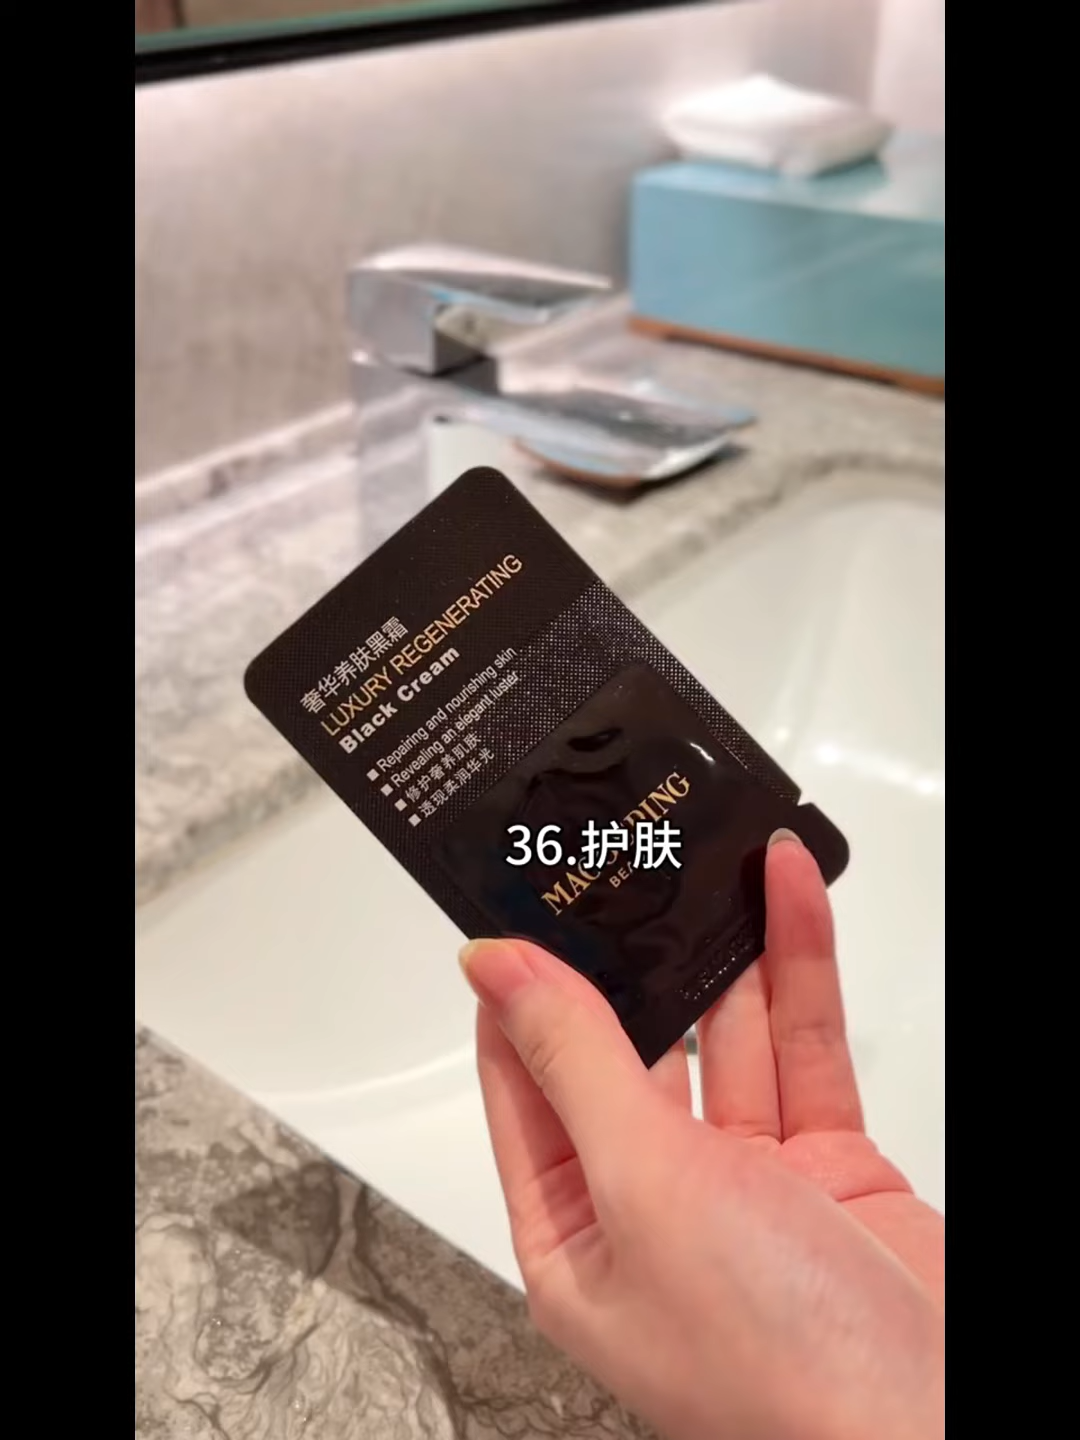 奢华养肤黑霜
LUXURY REGENERATING
Black Cream
■ Repairing and nourishing skin
■ Revealing an elegant luster
■ 修护奢养肌肤
■ 透现柔润华光
36.护肤